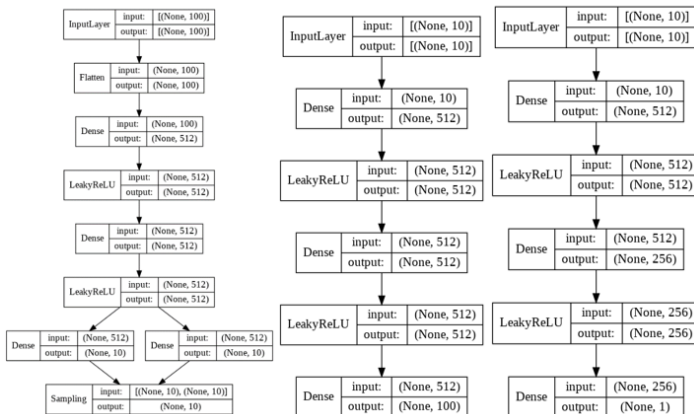 InputLayer
input: [(None, 100)]
output: [(None, 100)]
Flatten
input: (None, 100)
output: (None, 100)
Dense
input: (None, 100)
output: (None, 512)
LeakyReLU
input: (None, 512)
output: (None, 512)
Dense
input: (None, 512)
output: (None, 512)
LeakyReLU
input: (None, 512)
output: (None, 512)
Dense
input: (None, 512)
output: (None, 10)
Dense
input: (None, 512)
output: (None, 10)
Sampling
input: [(None, 10), (None, 10)]
output: (None, 10)
InputLayer
input: [(None, 10)]
output: [(None, 10)]
Dense
input: (None, 10)
output: (None, 512)
LeakyReLU
input: (None, 512)
output: (None, 512)
Dense
input: (None, 512)
output: (None, 512)
LeakyReLU
input: (None, 512)
output: (None, 512)
Dense
input: (None, 512)
output: (None, 100)
InputLayer
input: [(None, 10)]
output: [(None, 10)]
Dense
input: (None, 10)
output: (None, 512)
LeakyReLU
input: (None, 512)
output: (None, 512)
Dense
input: (None, 512)
output: (None, 256)
LeakyReLU
input: (None, 256)
output: (None, 256)
Dense
input: (None, 256)
output: (None, 1)